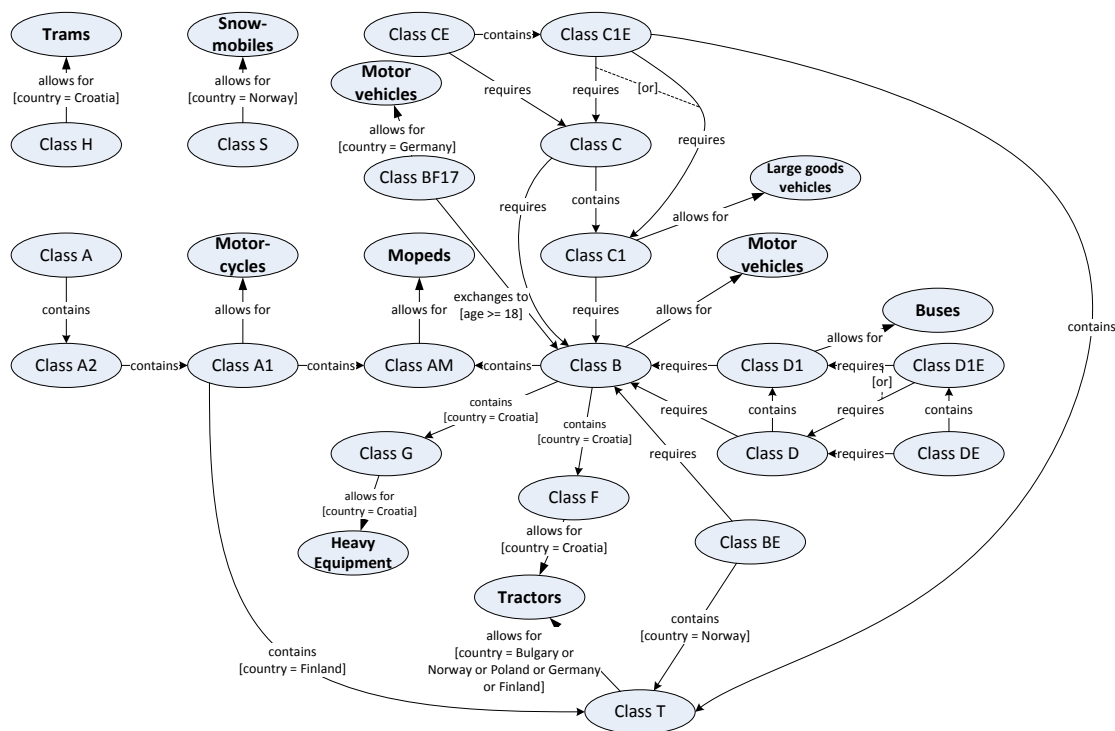 Trams
Snow-
mobiles
Class CE
contains
Class C1E
allows for
[country = Croatia]
allows for
[country = Norway]
Motor
vehicles
requires
requires
[or]
Class H
Class S
allows for
[country = Germany]
Class C
requires
Class BF17
requires
contains
Large goods
vehicles
allows for
Class A
Motor-
cycles
Mopeds
Class C1
Motor
vehicles
contains
allows for
allows for
exchanges to
[age >= 18]
requires
allows for
Buses
contains
allows for
Class A2
contains
Class A1
contains
Class AM
contains
Class B
requires
Class D1
requires
Class D1E
[or]
contains
[country = Croatia]
contains
[country = Croatia]
requires
contains
requires
contains
Class G
requires
Class D
requires
Class DE
allows for
[country = Croatia]
Class F
allows for
[country = Croatia]
Class BE
Heavy
Equipment
Tractors
contains
[country = Norway]
allows for
[country = Bulgary or
Norway or Poland or Germany
or Finland]
contains
[country = Finland]
Class T